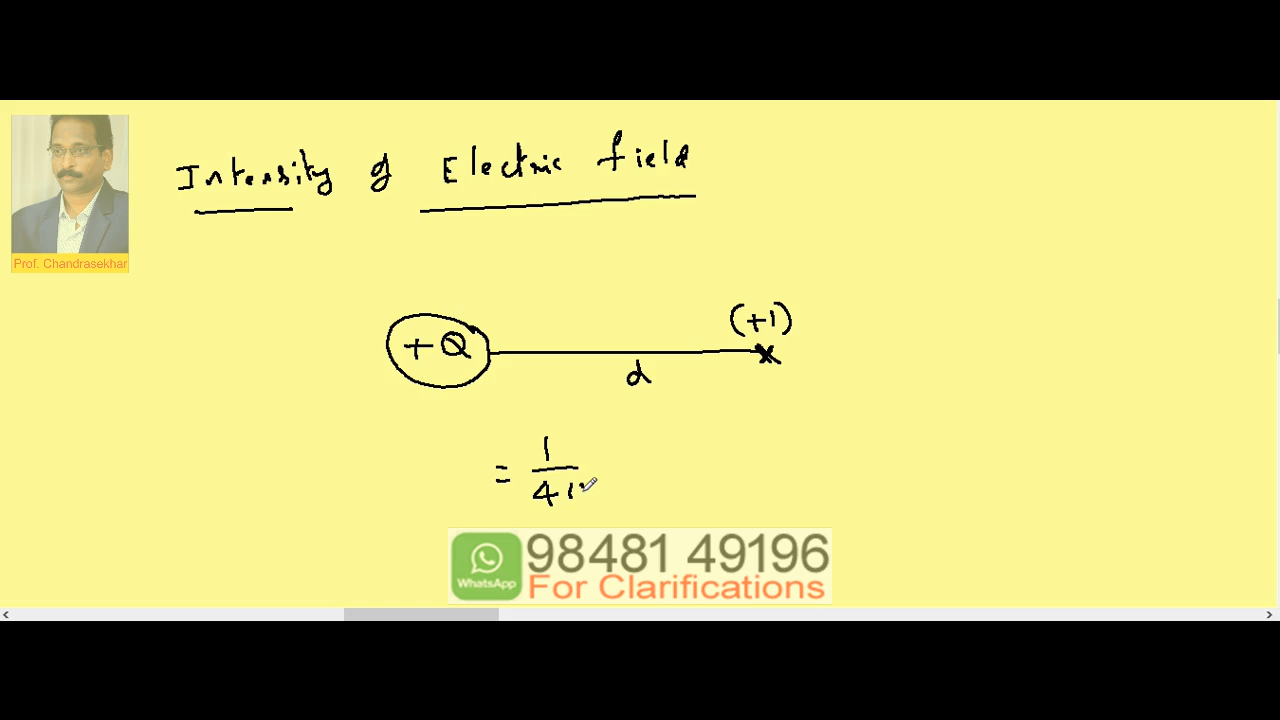 Intensity of Electric field
Prof. Chandrasekhar
(+1)
+Q
d
= 1
4
WhatsApp
98481 49196
For Clarifications